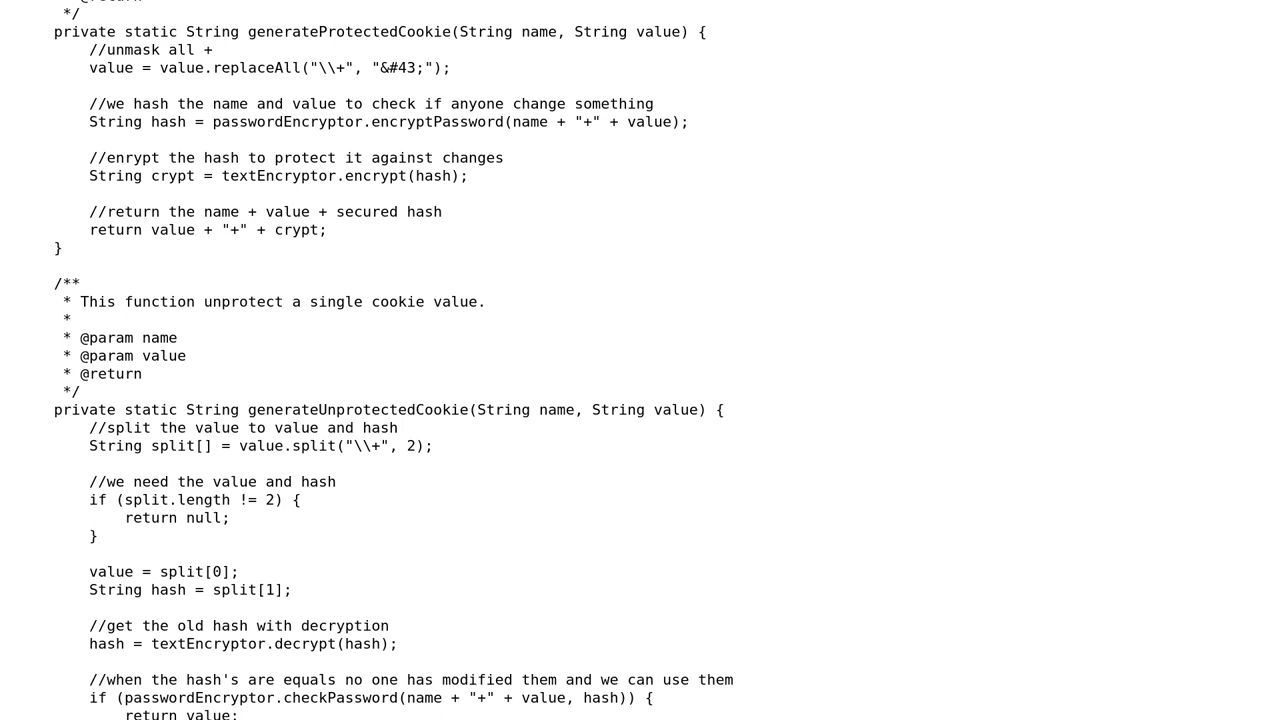 */
private static String generateProtectedCookie(String name, String value) {
//unmask all +
value = value.replaceAll("\\+", "&#43;");
//we hash the name and value to check if anyone change something
String hash = passwordEncryptor.encryptPassword(name + "+" + value);
//enrypt the hash to protect it against changes
String crypt = textEncryptor.encrypt(hash);
//return the name + value + secured hash
return value + "+" + crypt;
}
/**
* This function unprotect a single cookie value.
*
* @param name
* @param value
* @return
*/
private static String generateUnprotectedCookie(String name, String value) {
//split the value to value and hash
String split[] = value.split("\\+", 2);
//we need the value and hash
if (split.length != 2) {
return null;
}
value = split[0];
String hash = split[1];
//get the old hash with decryption
hash = textEncryptor.decrypt(hash);
//when the hash's are equals no one has modified them and we can use them
if (passwordEncryptor.checkPassword(name + "+" + value, hash)) {
return value;